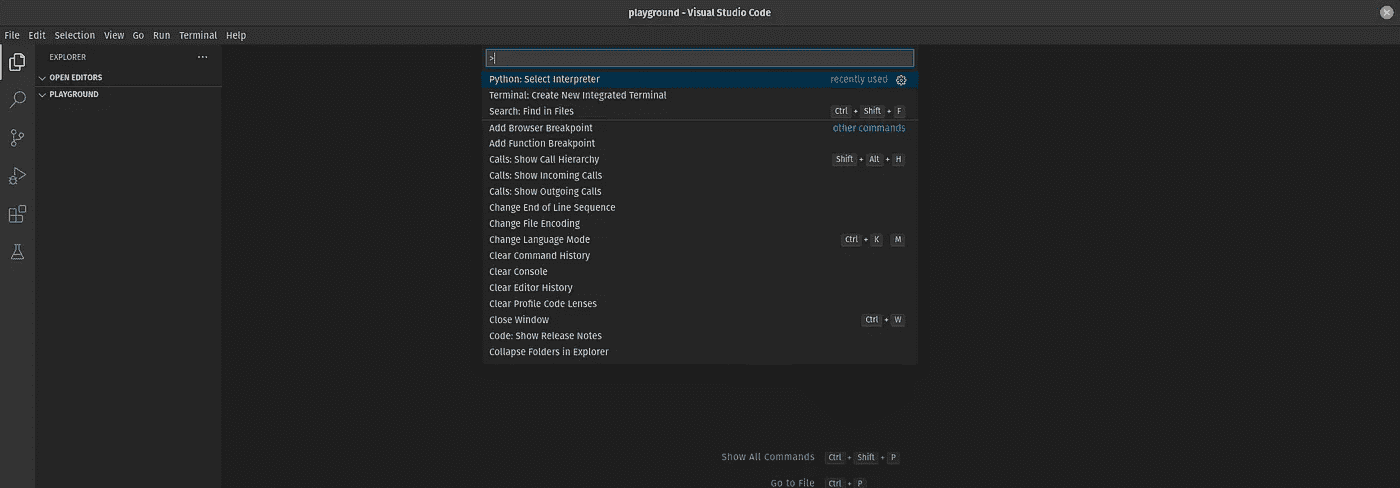 playground - Visual Studio Code
File Edit Selection View Go Run Terminal Help
EXPLORER ...
OPEN EDITORS
PLAYGROUND
>
Python: Select Interpreter recently used
Terminal: Create New Integrated Terminal
Search: Find in Files Ctrl + Shift + F
Add Browser Breakpoint other commands
Add Function Breakpoint
Calls: Show Call Hierarchy Shift + Alt + H
Calls: Show Incoming Calls
Calls: Show Outgoing Calls
Change End of Line Sequence
Change File Encoding
Change Language Mode Ctrl + K M
Clear Command History
Clear Console
Clear Editor History
Clear Profile Code Lenses
Close Window Ctrl + W
Code: Show Release Notes
Collapse Folders in Explorer
Show All Commands Ctrl + Shift + P
Go to File Ctrl + P